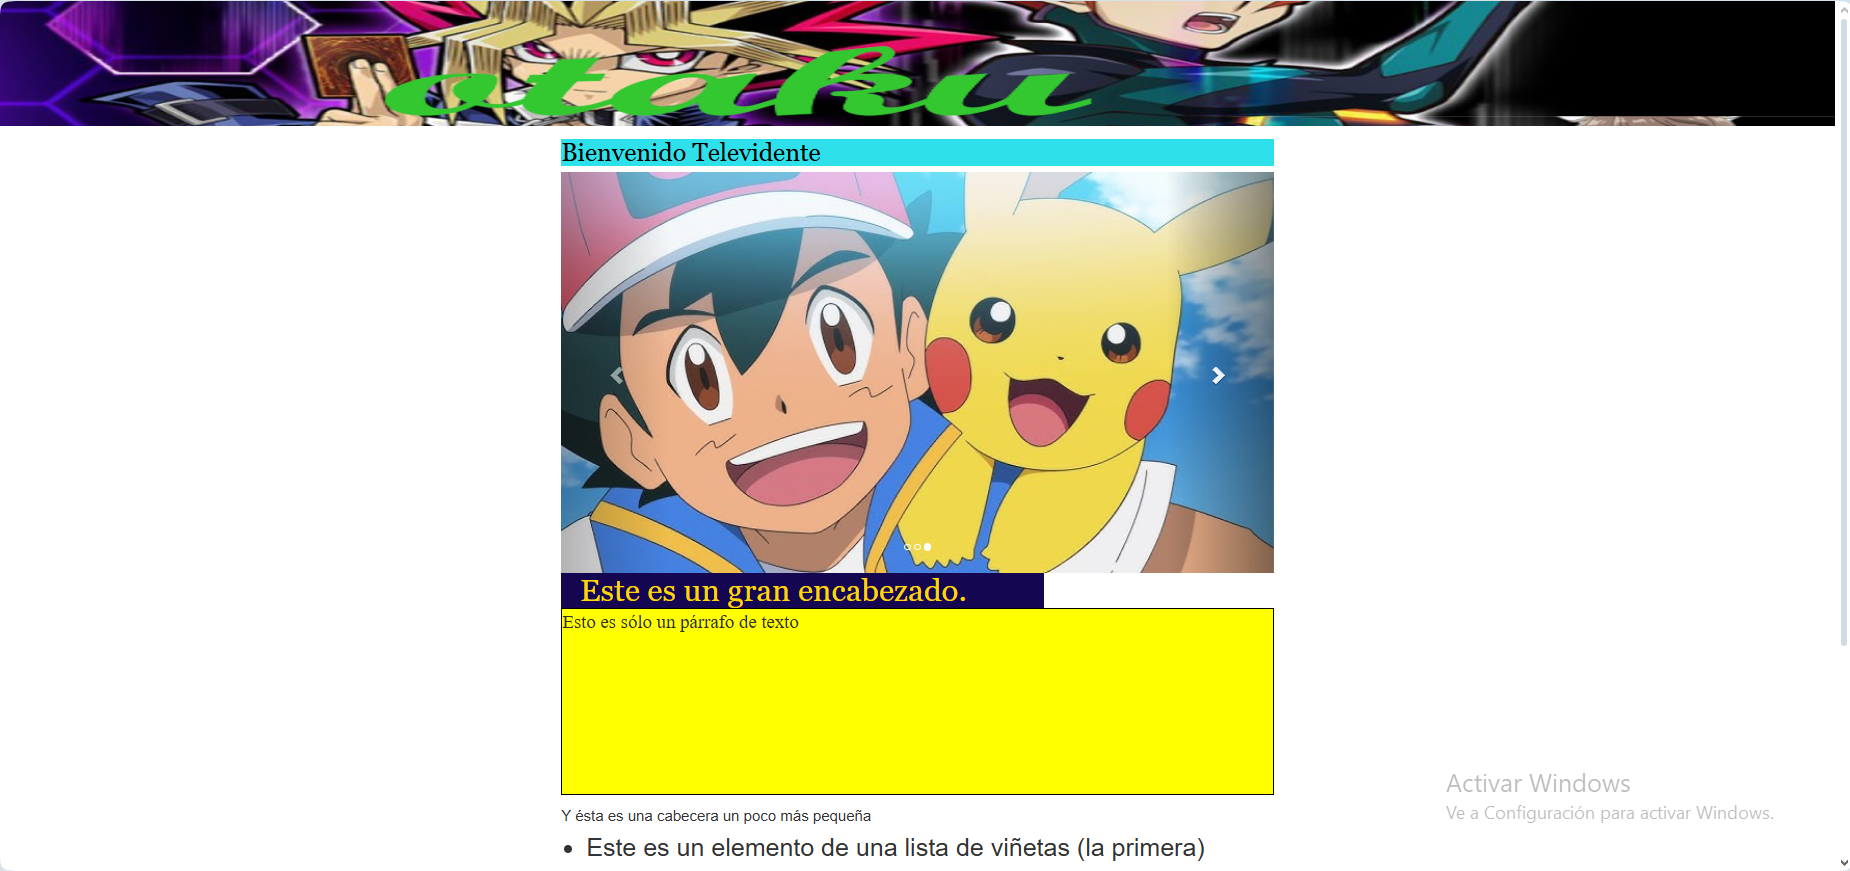 otaku
Bienvenido Televidente
Este es un gran encabezado.
Esto es sólo un párrafo de texto
Y ésta es una cabecera un poco más pequeña
Este es un elemento de una lista de viñetas (la primera)
Activar Windows
Ve a Configuración para activar Windows.